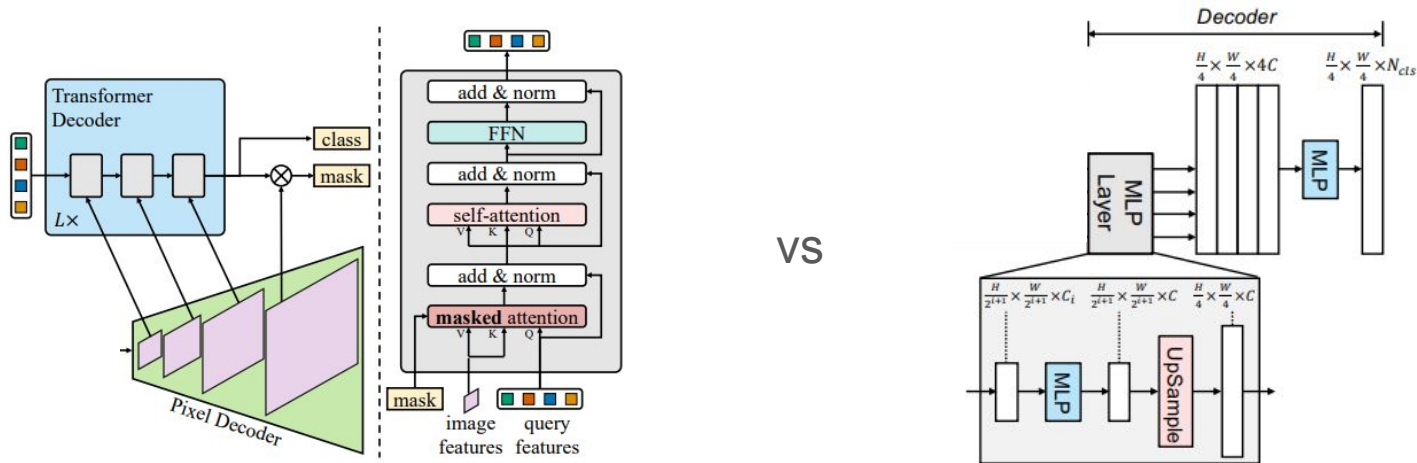 Transformer
Decoder
L×
class
mask
Pixel Decoder
add & norm
FFN
add & norm
self-attention
V K Q
add & norm
masked attention
V K Q
mask
image
features
query
features
vs
Decoder
H/4 × W/4 × 4C
H/4 × W/4 × N_cls
MLP
Layer
MLP
H/2^{i+1} × W/2^{i+1} × C_i
H/2^{i+1} × W/2^{i+1} × C
H/4 × W/4 × C
MLP
UpSample